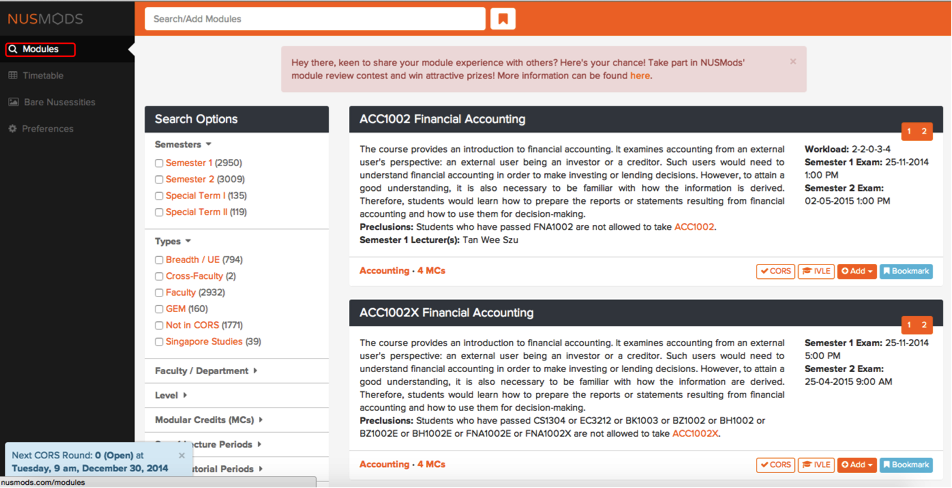 NUSMODS
Search/Add Modules
Modules
Timetable
Bare Nusessities
Preferences
Hey there, keen to share your module experience with others? Here's your chance! Take part in NUSMods'
module review contest and win attractive prizes! More information can be found here.
×
Search Options
Semesters
Semester 1 (2950)
Semester 2 (3009)
Special Term I (135)
Special Term II (119)
Types
Breadth / UE (794)
Cross-Faculty (2)
Faculty (2932)
GEM (160)
Not in CORS (1771)
Singapore Studies (39)
Faculty / Department
Level
Modular Credits (MCs)
cture Periods
torial Periods
ACC1002 Financial Accounting
1 2
The course provides an introduction to financial accounting. It examines accounting from an external
user's perspective: an external user being an investor or a creditor. Such users would need to
understand financial accounting in order to make investing or lending decisions. However, to attain a
good understanding, it is also necessary to be familiar with how the information is derived.
Therefore, students would learn how to prepare the reports or statements resulting from financial
accounting and how to use them for decision-making.
Preclusions: Students who have passed FNA1002 are not allowed to take ACC1002.
Semester 1 Lecturer(s): Tan Wee Szu
Workload: 2-2-0-3-4
Semester 1 Exam: 25-11-2014
1:00 PM
Semester 2 Exam:
02-05-2015 1:00 PM
Accounting · 4 MCs
CORS IVLE Add Bookmark
ACC1002X Financial Accounting
1 2
The course provides an introduction to financial accounting. It examines accounting from an external
user's perspective: an external user being an investor or a creditor. Such users would need to
understand financial accounting in order to make investing or lending decisions. However, to attain a
good understanding, it is also necessary to be familiar with how the information are derived.
Therefore, students would learn how to prepare the reports or statements resulting from financial
accounting and how to use them for decision-making.
Preclusions: Students who have passed CS1304 or EC3212 or BK1003 or BZ1002 or BH1002 or
BZ1002E or BH1002E or FNA1002E or FNA1002X are not allowed to take ACC1002X.
Semester 1 Exam: 25-11-2014
5:00 PM
Semester 2 Exam:
25-04-2015 9:00 AM
Accounting · 4 MCs
CORS IVLE Add Bookmark
Next CORS Round: 0 (Open) at ×
Tuesday, 9 am, December 30, 2014
nusmods.com/modules